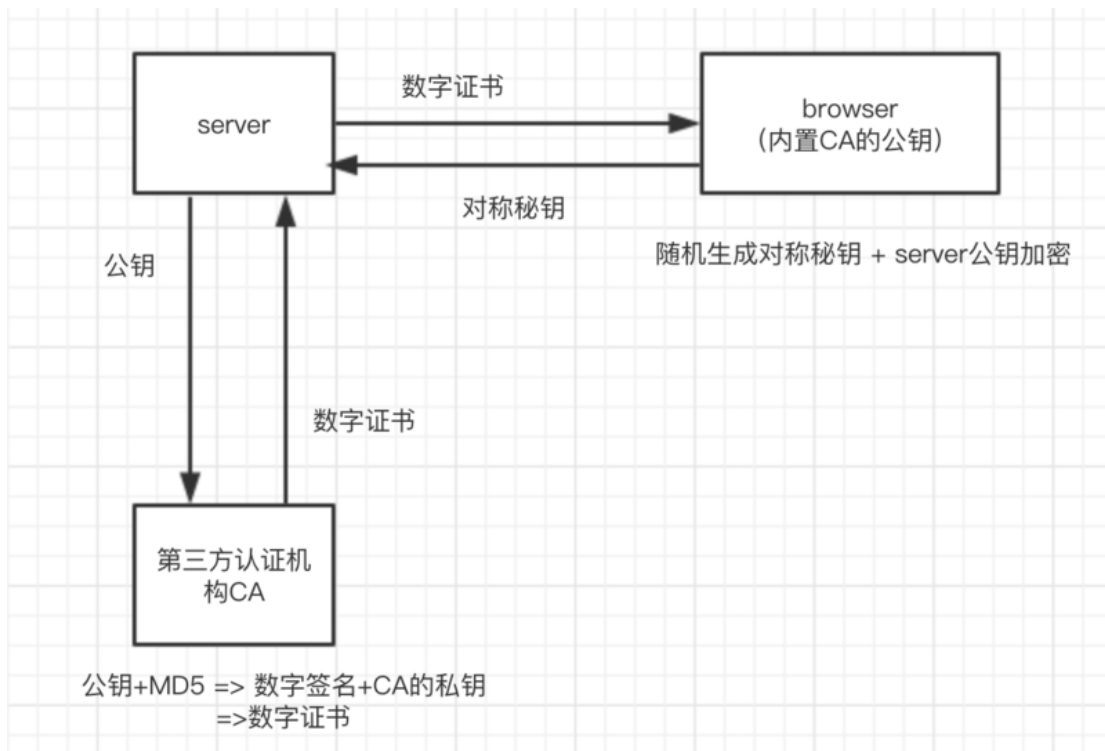 数字证书
server
browser
（内置CA的公钥）
对称秘钥
公钥
随机生成对称秘钥 + server公钥加密
数字证书
第三方认证机
构CA
公钥+MD5 => 数字签名+CA的私钥
=>数字证书